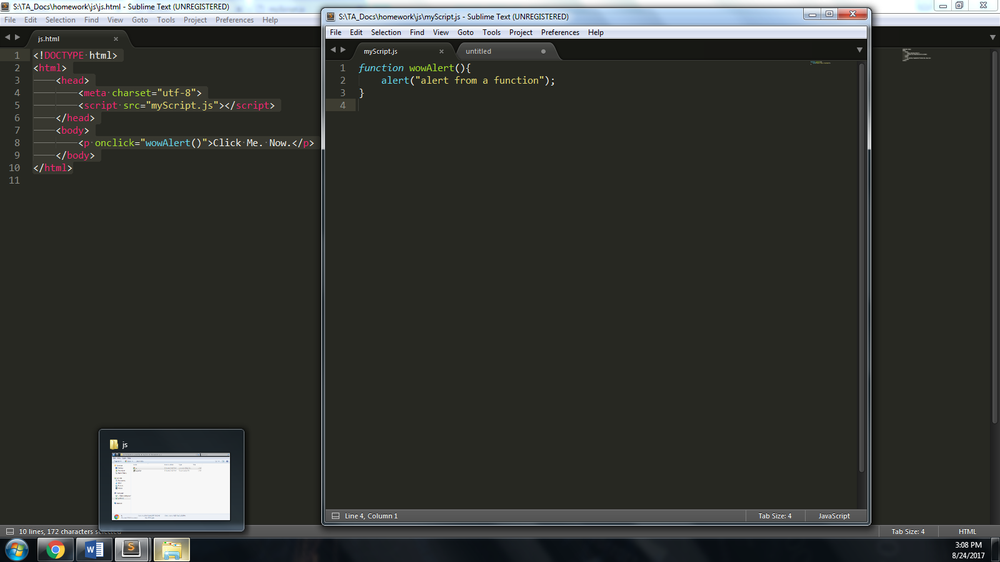 S:\TA_Docs\homework\js\js.html - Sublime Text (UNREGISTERED)
File Edit Selection Find View Goto Tools Project Preferences Help
js.html
1 <!DOCTYPE html>
2 <html>
3 <head>
4 <meta charset="utf-8">
5 <script src="myScript.js"></script>
6 </head>
7 <body>
8 <p onclick="wowAlert()">Click Me. Now.</p>
9 </body>
10 </html>
11
S:\TA_Docs\homework\js\myScript.js - Sublime Text (UNREGISTERED)
File Edit Selection Find View Goto Tools Project Preferences Help
myScript.js untitled
1 function wowAlert(){
2 alert("alert from a function");
3 }
4
Line 4, Column 1 Tab Size: 4 JavaScript
js
10 lines, 172 characters selected Tab Size: 4 HTML
3:08 PM
8/24/2017